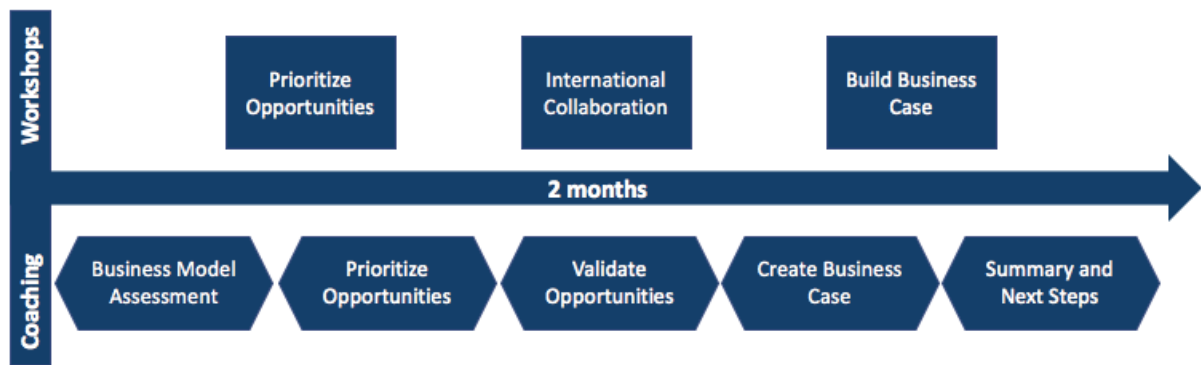 Workshops
Prioritize
Opportunities
International
Collaboration
Build Business
Case
2 months
Coaching
Business Model
Assessment
Prioritize
Opportunities
Validate
Opportunities
Create Business
Case
Summary and
Next Steps